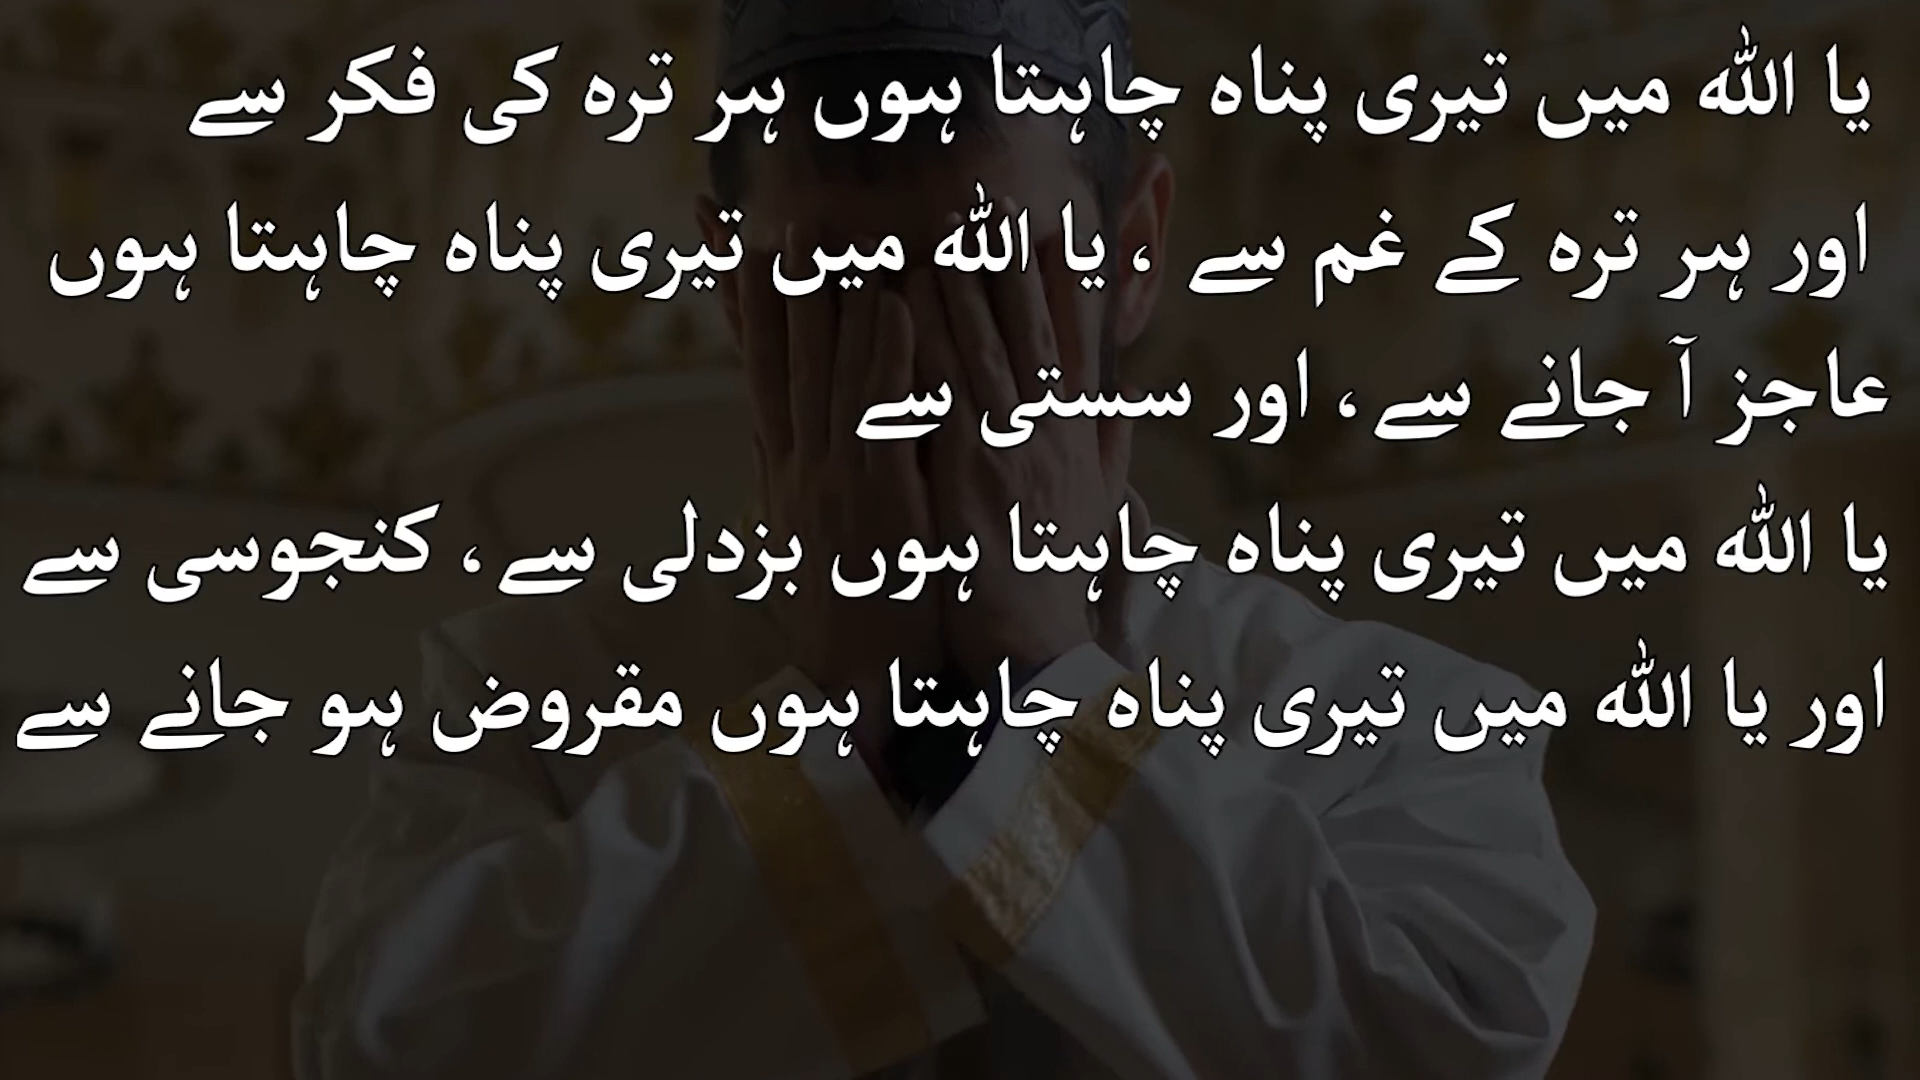 یا اللہ میں تیری پناہ چاہتا ہوں ہر ترہ کی فکر سے
اور ہر ترہ کے غم سے ، یا اللہ میں تیری پناہ چاہتا ہوں
عاجز آ جانے سے، اور سستی سے
یا اللہ میں تیری پناہ چاہتا ہوں بزدلی سے، کنجوسی سے
اور یا اللہ میں تیری پناہ چاہتا ہوں مقروض ہو جانے سے